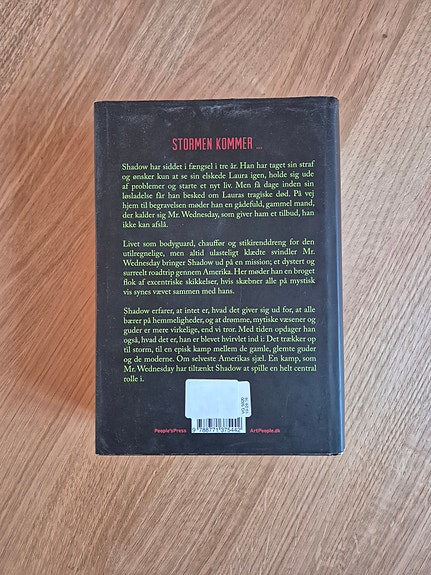 STORMEN KOMMER ...
Shadow har siddet i fængsel i tre år. Han har taget sin straf
og ønsker kun at se sin elskede Laura igen, holde sig ude
af problemer og starte et nyt liv. Men få dage inden sin
løsladelse får han besked om Lauras tragiske død. På vej
hjem til begravelsen møder han en gådefuld, gammel mand,
der kalder sig Mr. Wednesday, som giver ham et tilbud, han
ikke kan afslå.
Livet som bodyguard, chauffør og stikirenddreng for den
utilregnelige, men altid ulasteligt klædte svindler Mr.
Wednesday bringer Shadow ud på en mission; et dystert og
surreelt roadtrip gennem Amerika. Her møder han en broget
flok af excentriske skikkelser, hvis skæbner alle på mystisk
vis synes vævet sammen med hans.
Shadow erfarer, at intet er, hvad det giver sig ud for, at alle
bærer på hemmeligheder, og at drømme, mytiske væsener og
guder er mere virkelige, end vi tror. Med tiden opdager han
også, hvad det er, han er blevet hvirvlet ind i: Det trækker op
til storm, til en episk kamp mellem de gamle, glemte guder
og de moderne. Om selveste Amerikas sjæl. En kamp, som
Mr. Wednesday har tiltænkt Shadow at spille en helt central
rolle i.
People'sPress
9 788771 375442
ArtPeople.dk